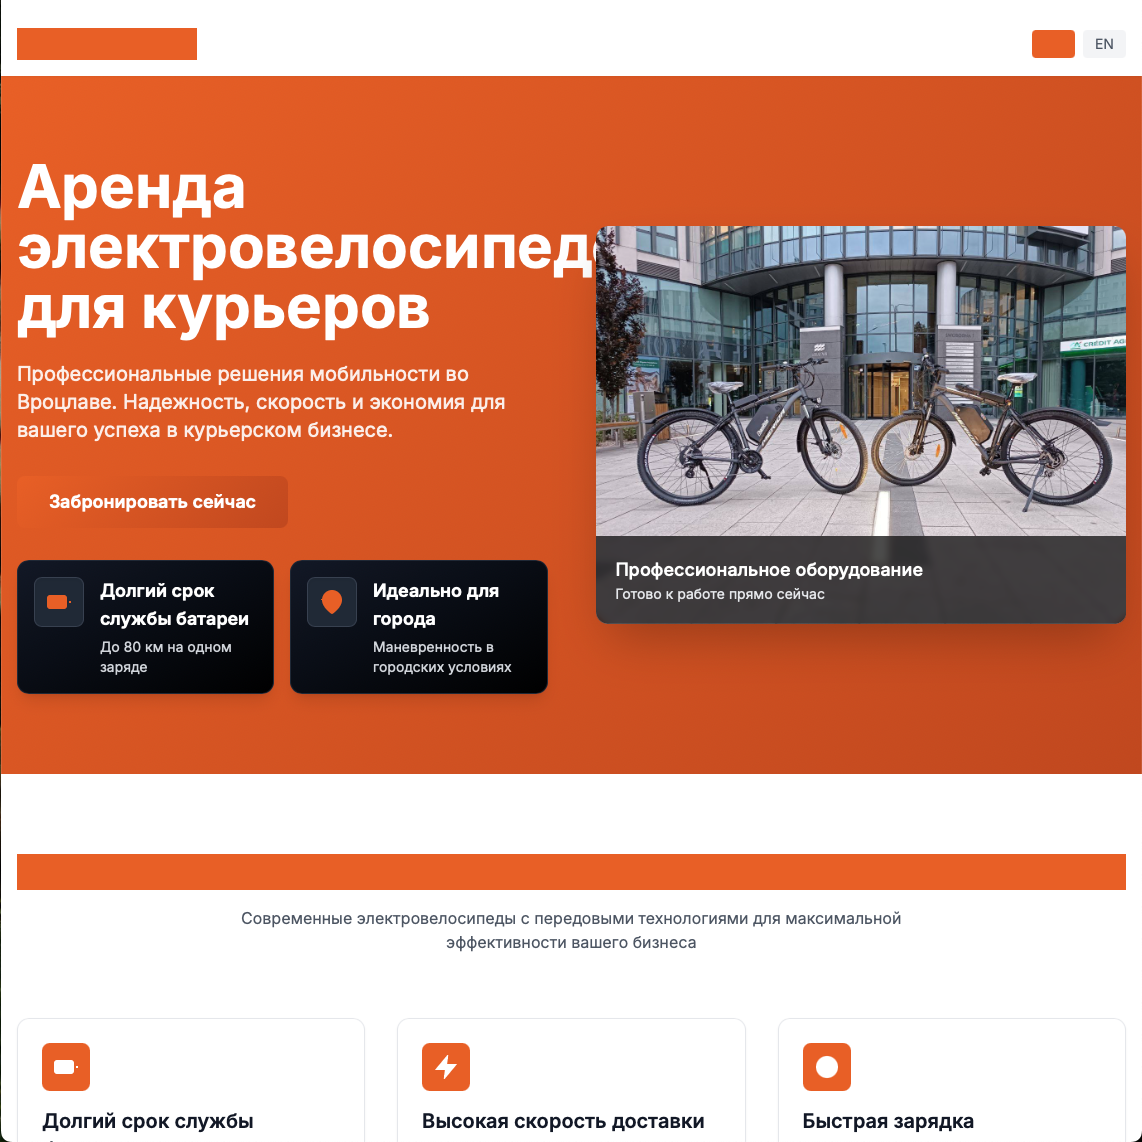 EN
Аренда
электровелосипед
для курьеров
Профессиональные решения мобильности во
Вроцлаве. Надежность, скорость и экономия для
вашего успеха в курьерском бизнесе.
Забронировать сейчас
Долгий срок
службы батареи
До 80 км на одном
заряде
Идеально для
города
Маневренность в
городских условиях
CREDIT AG
Профессиональное оборудование
Готово к работе прямо сейчас
Современные электровелосипеды с передовыми технологиями для максимальной
эффективности вашего бизнеса
Долгий срок службы
Высокая скорость доставки
Быстрая зарядка